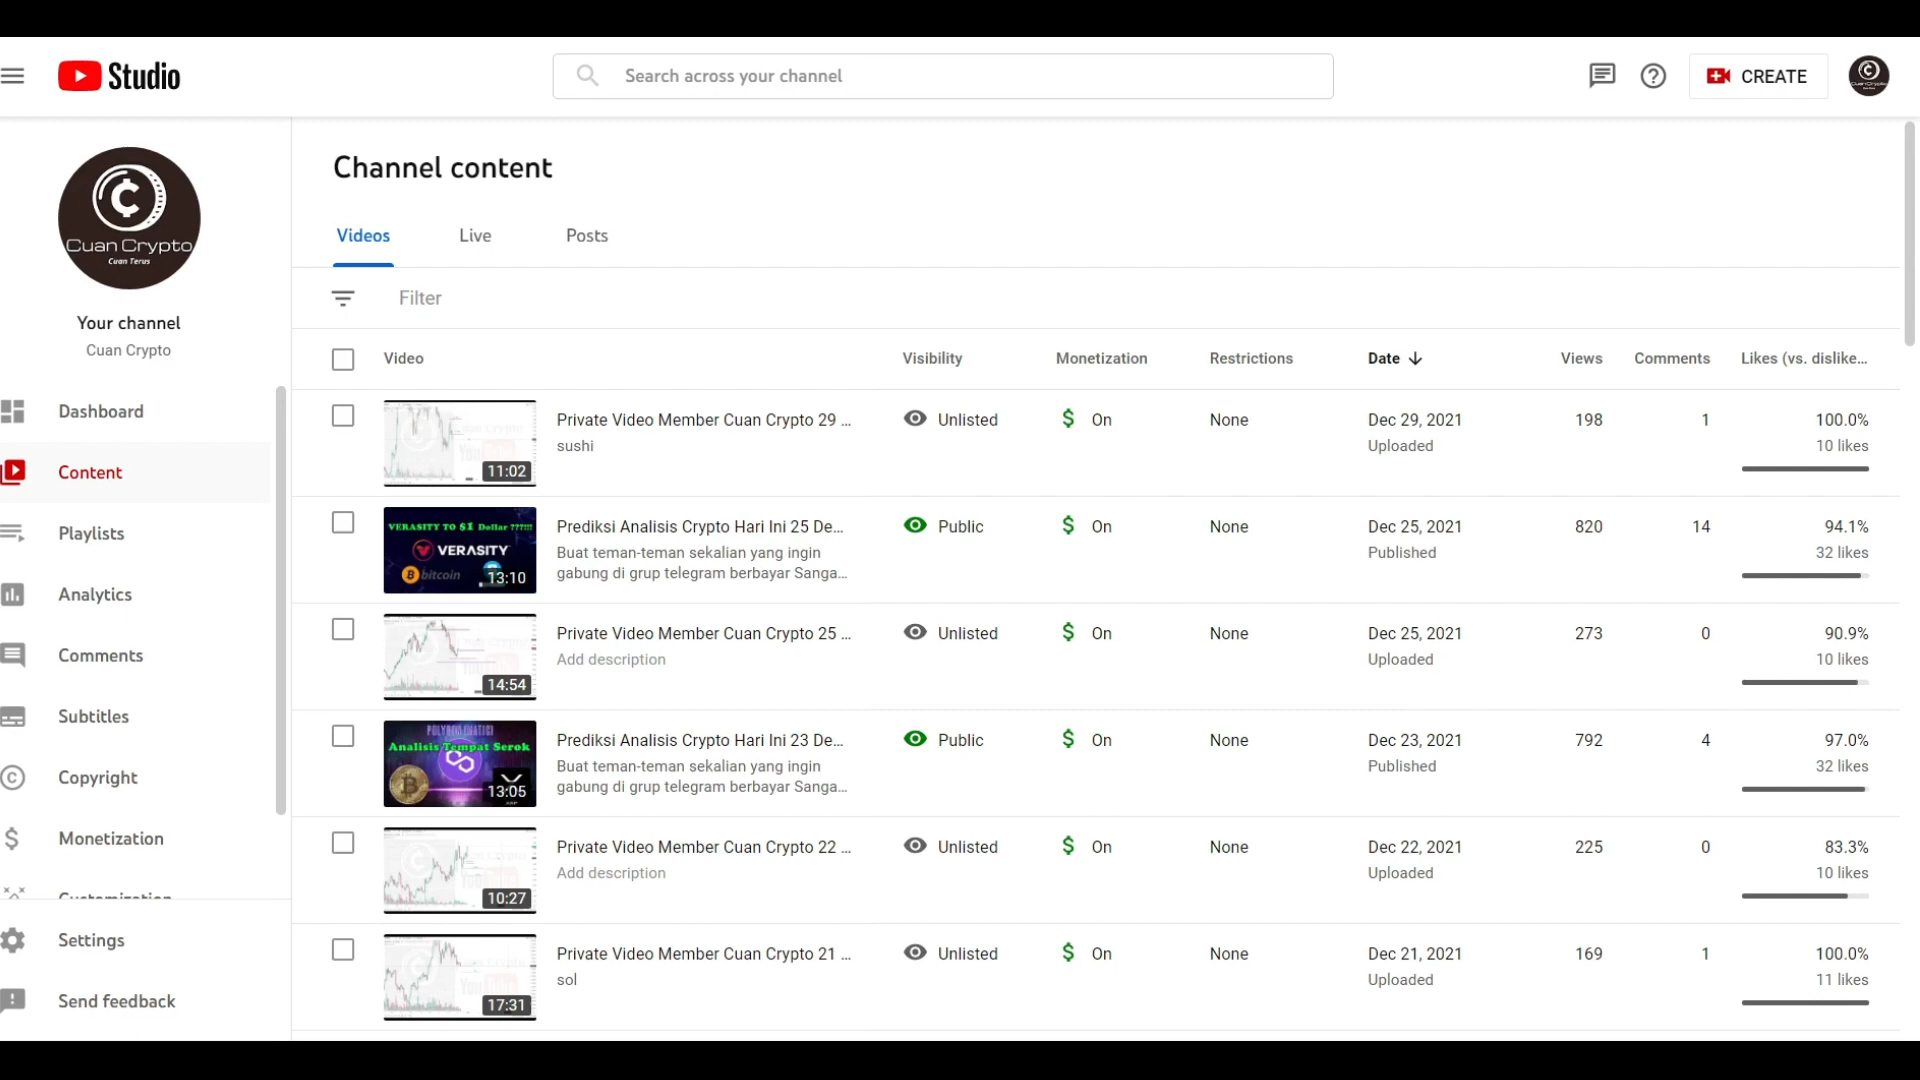 Studio
Search across your channel
CREATE
Cuan Crypto
Cuan Terus
Your channel
Cuan Crypto
Dashboard
Content
Playlists
Analytics
Comments
Subtitles
Copyright
Monetization
Customization
Settings
Send feedback
Channel content
Videos Live Posts
Filter
Video Visibility Monetization Restrictions Date Views Comments Likes (vs. dislike...
Private Video Member Cuan Crypto 29 ... Unlisted On None Dec 29, 2021 198 1 100.0%
sushi Uploaded 10 likes
11:02
VERASITY TO $1 Dollar ???!!!
VERASITY
bitcoin
13:10
Prediksi Analisis Crypto Hari Ini 25 De... Public On None Dec 25, 2021 820 14 94.1%
Buat teman-teman sekalian yang ingin Published 32 likes
gabung di grup telegram berbayar Sanga...
Private Video Member Cuan Crypto 25 ... Unlisted On None Dec 25, 2021 273 0 90.9%
Add description Uploaded 10 likes
14:54
Analisis Tempat Serok
13:05
Prediksi Analisis Crypto Hari Ini 23 De... Public On None Dec 23, 2021 792 4 97.0%
Buat teman-teman sekalian yang ingin Published 32 likes
gabung di grup telegram berbayar Sanga...
Private Video Member Cuan Crypto 22 ... Unlisted On None Dec 22, 2021 225 0 83.3%
Add description Uploaded 10 likes
10:27
Private Video Member Cuan Crypto 21 ... Unlisted On None Dec 21, 2021 169 1 100.0%
sol Uploaded 11 likes
17:31